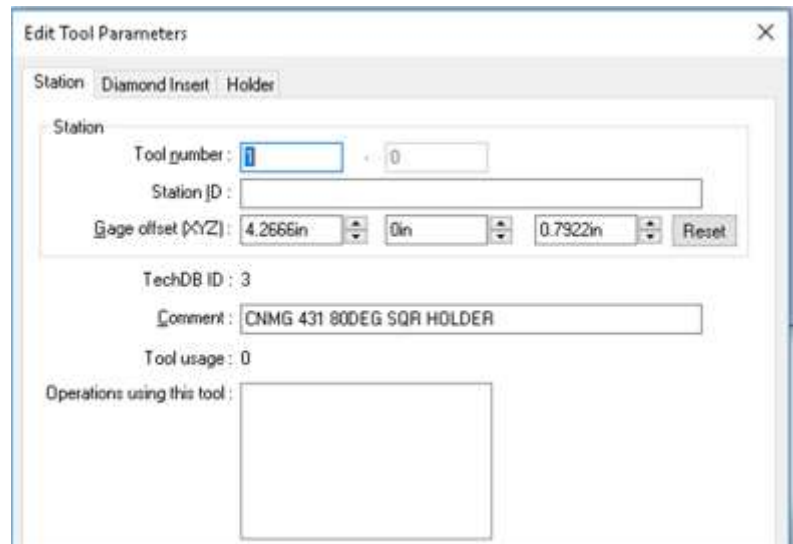 Edit Tool Parameters
Station Diamond Insert Holder
Station
Tool number : 1 - 0
Station ID :
Gage offset (XYZ) : 4.2666in 0in 0.7922in Reset
TechDB ID : 3
Comment : CNMG 431 80DEG SQR HOLDER
Tool usage : 0
Operations using this tool :